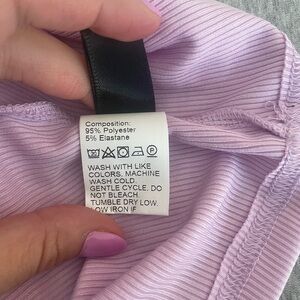 Composition:
95% Polyester
5% Elastane
WASH WITH LIKE
COLORS. MACHINE
WASH COLD.
GENTLE CYCLE. DO
NOT BLEACH.
TUMBLE DRY LOW.
LOW IRON IF